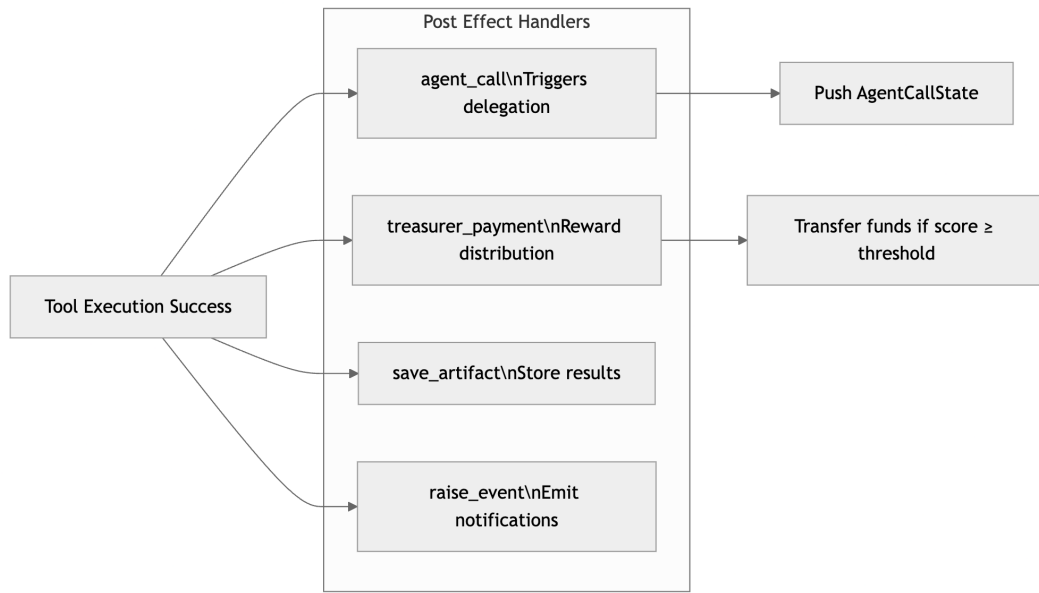 Post Effect Handlers
agent_call\nTriggers
delegation
Push AgentCallState
treasurer_payment\nReward
distribution
Transfer funds if score ≥
threshold
Tool Execution Success
save_artifact\nStore results
raise_event\nEmit
notifications